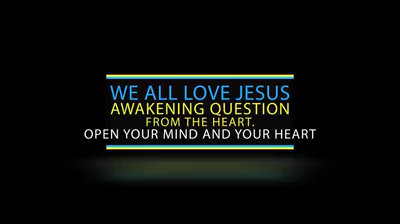 WE ALL LOVE JESUS
AWAKENING QUESTION
FROM THE HEART.
OPEN YOUR MIND AND YOUR HEART